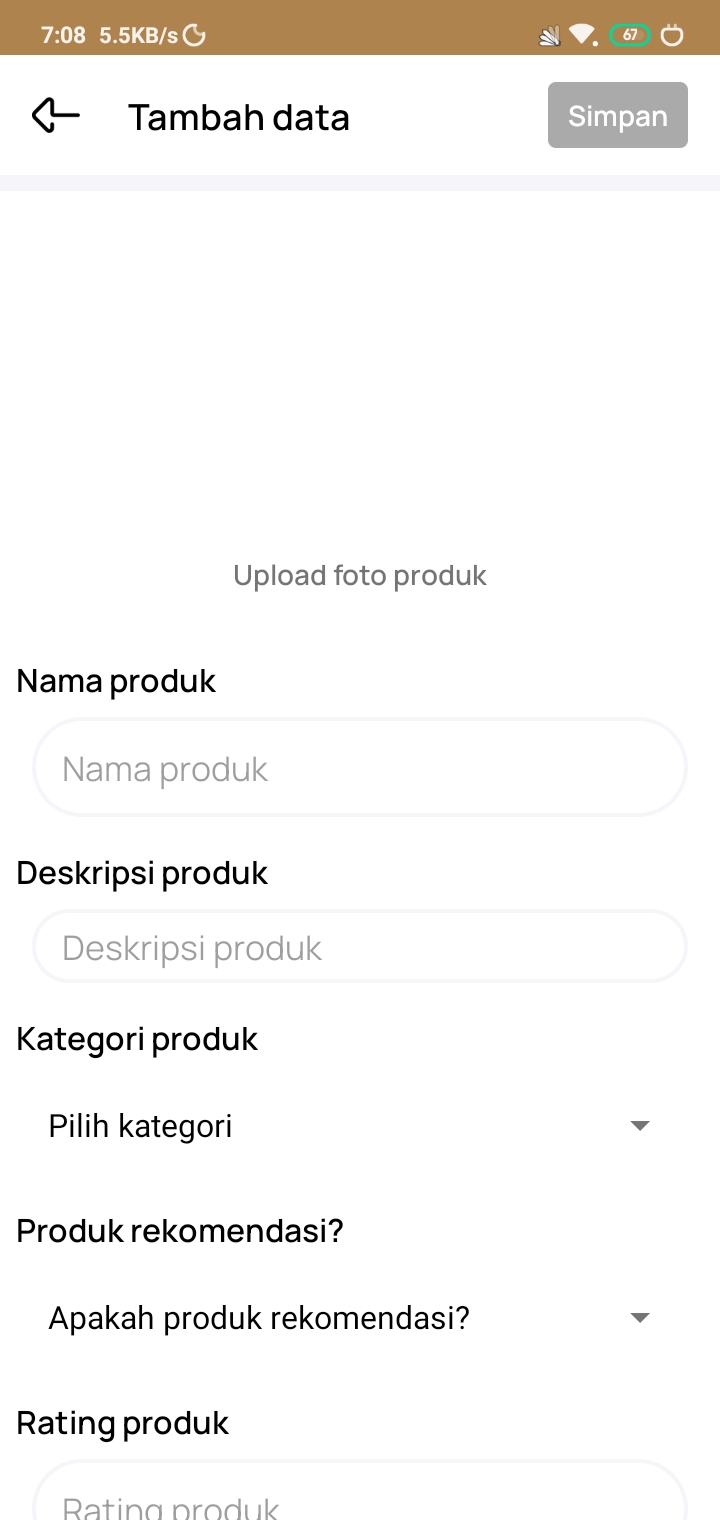 7:08 5.5KB/s 67
Tambah data
Simpan
Upload foto produk
Nama produk
Nama produk
Deskripsi produk
Deskripsi produk
Kategori produk
Pilih kategori
Produk rekomendasi?
Apakah produk rekomendasi?
Rating produk
Rating produk